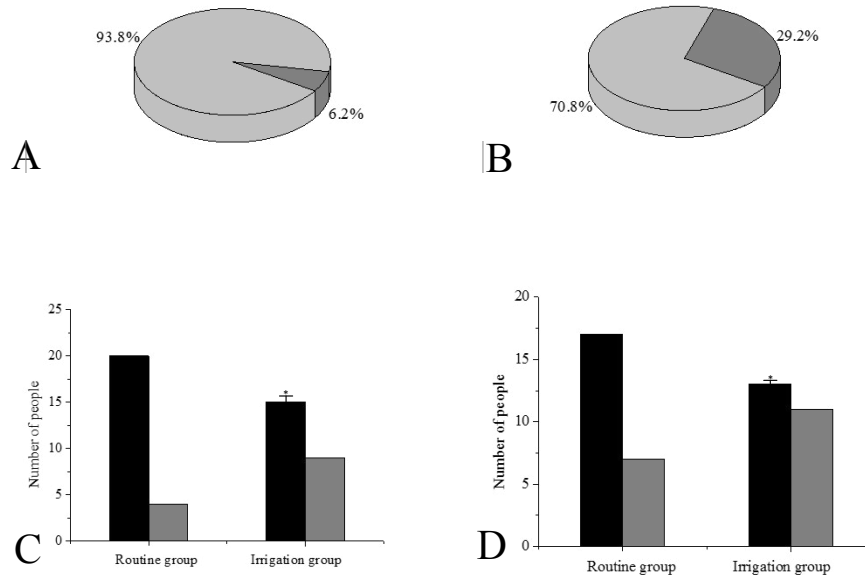 93.8%
6.2%
A
29.2%
70.8%
B
Number of people
25
20
15
10
5
0
*
Routine group
Irrigation group
C
Number of people
20
15
10
5
0
*
Routine group
Irrigation group
D